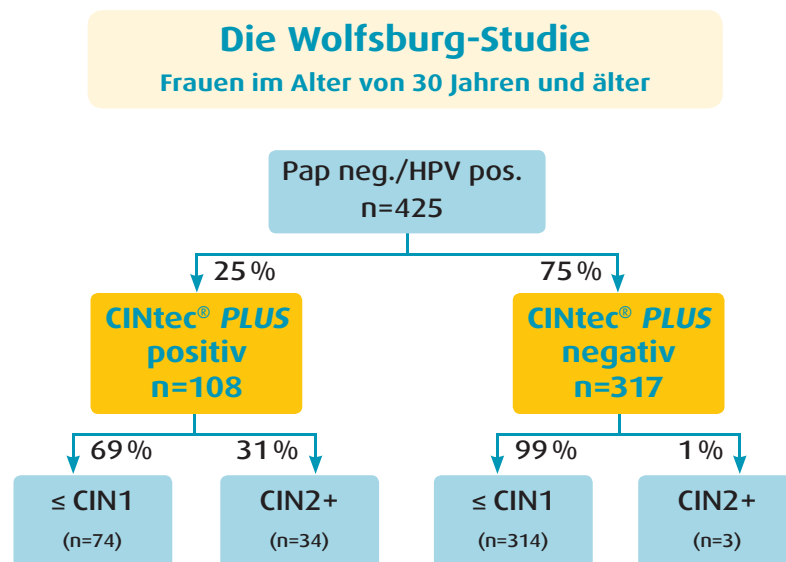 Die Wolfsburg-Studie
Frauen im Alter von 30 Jahren und älter
Pap neg./HPV pos.
n=425
25 %
75 %
CINtec® PLUS
positiv
n=108
CINtec® PLUS
negativ
n=317
69 %
31 %
99 %
1 %
≤ CIN1
(n=74)
CIN2+
(n=34)
≤ CIN1
(n=314)
CIN2+
(n=3)